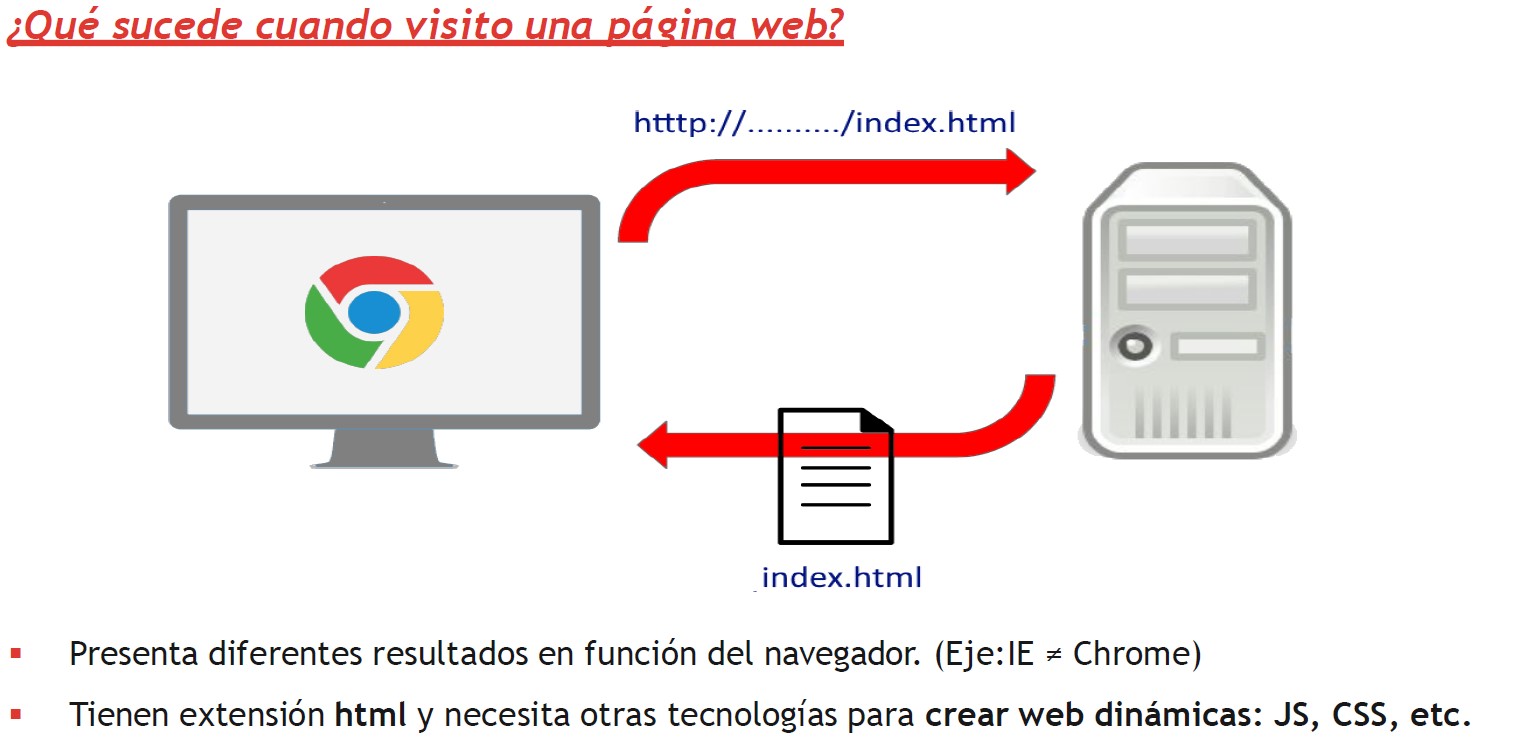 ¿Qué sucede cuando visito una página web?
htttp://........../index.html
index.html
▪ Presenta diferentes resultados en función del navegador. (Eje:IE ≠ Chrome)
▪ Tienen extensión html y necesita otras tecnologías para crear web dinámicas: JS, CSS, etc.